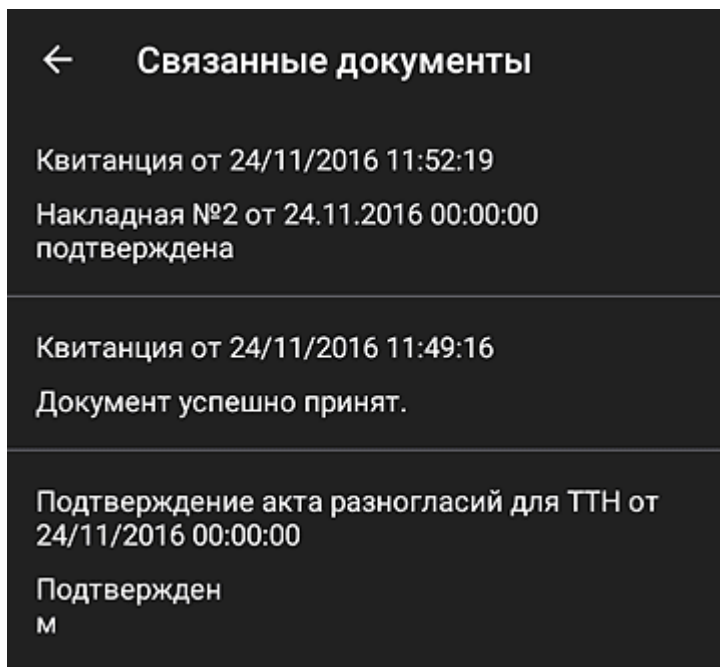 Связанные документы
Квитанция от 24/11/2016 11:52:19
Накладная №2 от 24.11.2016 00:00:00
подтверждена
Квитанция от 24/11/2016 11:49:16
Документ успешно принят.
Подтверждение акта разногласий для ТТН от
24/11/2016 00:00:00
Подтвержден
м